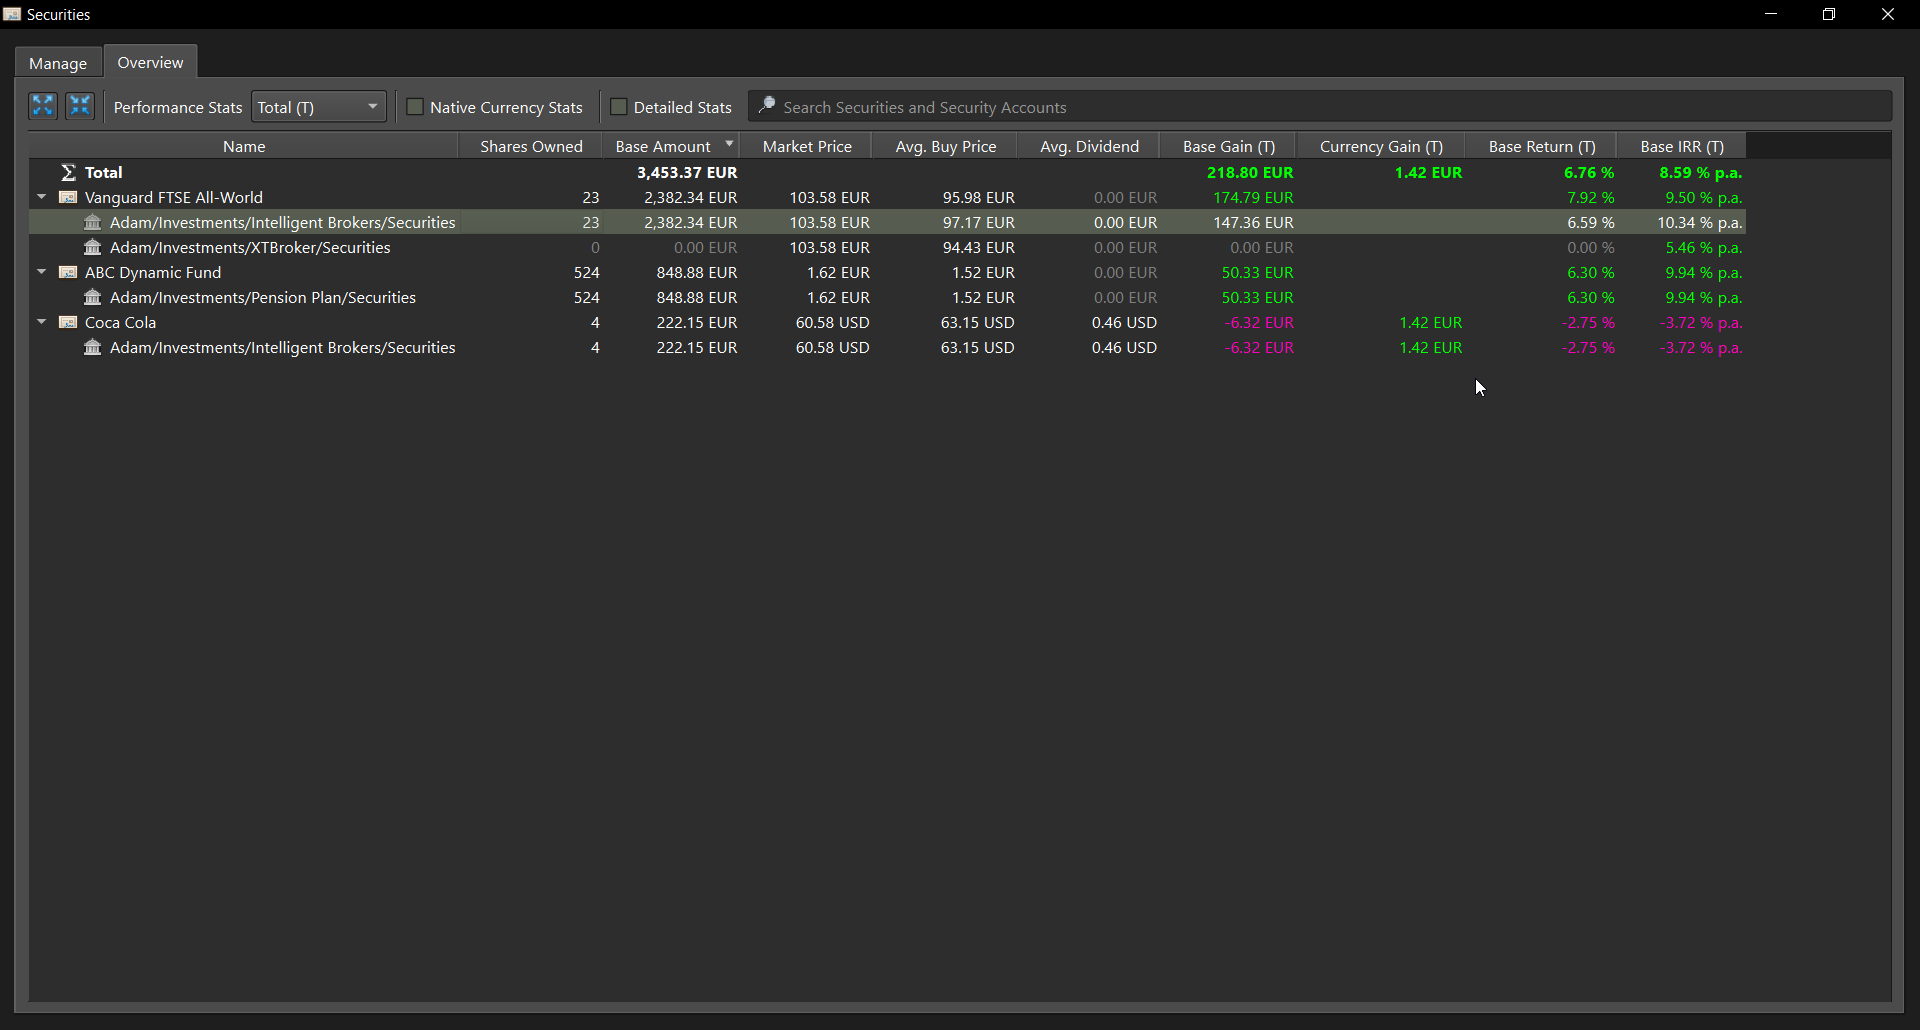 Securities
Manage Overview
Performance Stats Total (T) Native Currency Stats Detailed Stats Search Securities and Security Accounts
Name Shares Owned Base Amount Market Price Avg. Buy Price Avg. Dividend Base Gain (T) Currency Gain (T) Base Return (T) Base IRR (T)
Σ Total 3,453.37 EUR 218.80 EUR 1.42 EUR 6.76 % 8.59 % p.a.
Vanguard FTSE All-World 23 2,382.34 EUR 103.58 EUR 95.98 EUR 0.00 EUR 174.79 EUR 7.92 % 9.50 % p.a.
Adam/Investments/Intelligent Brokers/Securities 23 2,382.34 EUR 103.58 EUR 97.17 EUR 0.00 EUR 147.36 EUR 6.59 % 10.34 % p.a.
Adam/Investments/XTBroker/Securities 0 0.00 EUR 103.58 EUR 94.43 EUR 0.00 EUR 0.00 EUR 0.00 % 5.46 % p.a.
ABC Dynamic Fund 524 848.88 EUR 1.62 EUR 1.52 EUR 0.00 EUR 50.33 EUR 6.30 % 9.94 % p.a.
Adam/Investments/Pension Plan/Securities 524 848.88 EUR 1.62 EUR 1.52 EUR 0.00 EUR 50.33 EUR 6.30 % 9.94 % p.a.
Coca Cola 4 222.15 EUR 60.58 USD 63.15 USD 0.46 USD -6.32 EUR 1.42 EUR -2.75 % -3.72 % p.a.
Adam/Investments/Intelligent Brokers/Securities 4 222.15 EUR 60.58 USD 63.15 USD 0.46 USD -6.32 EUR 1.42 EUR -2.75 % -3.72 % p.a.